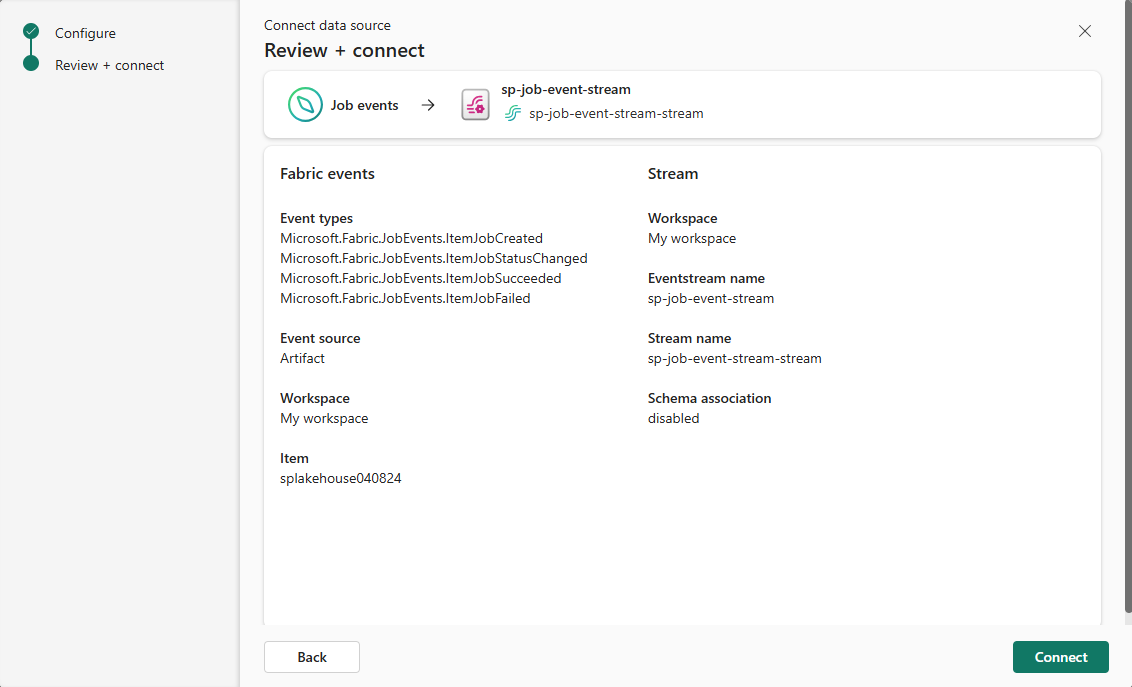 Configure
Review + connect
Connect data source
Review + connect
Job events
sp-job-event-stream
sp-job-event-stream-stream
Fabric events
Event types
Microsoft.Fabric.JobEvents.ItemJobCreated
Microsoft.Fabric.JobEvents.ItemJobStatusChanged
Microsoft.Fabric.JobEvents.ItemJobSucceeded
Microsoft.Fabric.JobEvents.ItemJobFailed
Event source
Artifact
Workspace
My workspace
Item
splakehouse040824
Stream
Workspace
My workspace
Eventstream name
sp-job-event-stream
Stream name
sp-job-event-stream-stream
Schema association
disabled
Back
Connect